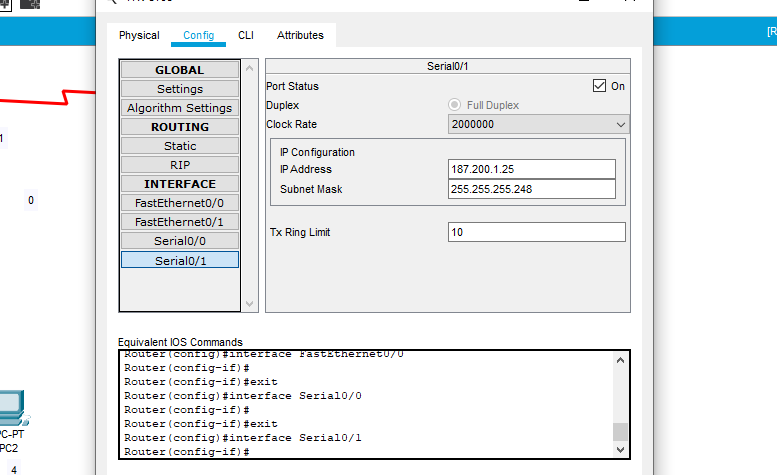 Physical Config CLI Attributes
GLOBAL
Settings
Algorithm Settings
ROUTING
Static
RIP
INTERFACE
FastEthernet0/0
FastEthernet0/1
Serial0/0
Serial0/1
Serial0/1
Port Status On
Duplex Full Duplex
Clock Rate 2000000
IP Configuration
IP Address 187.200.1.25
Subnet Mask 255.255.255.248
Tx Ring Limit 10
Equivalent IOS Commands
Router(config)#interface FastEthernet0/0
Router(config-if)#
Router(config-if)#exit
Router(config)#interface Serial0/0
Router(config-if)#
Router(config-if)#exit
Router(config)#interface Serial0/1
Router(config-if)#
1
0
PC-PT
PC2
4
[R